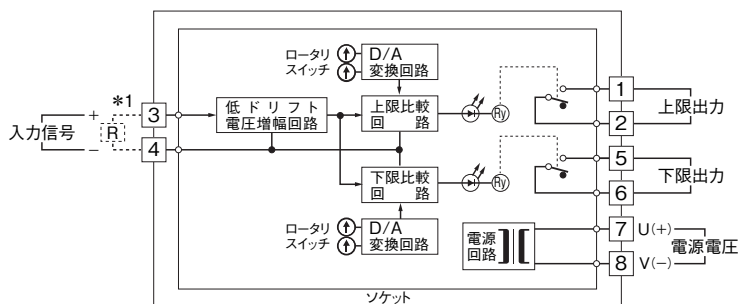 ロータリ
スイッチ
D/A
変換回路
*1
+
3
入力信号
R
−
4
低ドリフト
電圧増幅回路
上限比較
回路
Ry
1
2
上限出力
下限比較
回路
Ry
5
6
下限出力
ロータリ
スイッチ
D/A
変換回路
電源
回路
7
U(+)
8
V(−)
電源電圧
ソケット